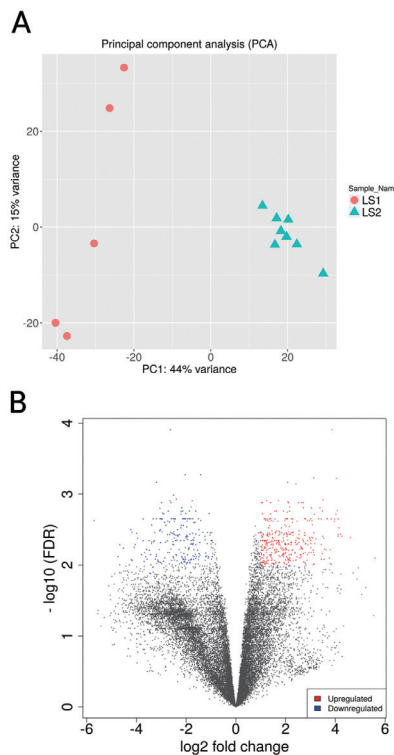 A
Principal component analysis (PCA)
20
0
-20
-40
-20
0
20
PC2: 15% variance
PC1: 44% variance
Sample_Nam
LS1
LS2
B
4
3
2
1
0
-6
-4
-2
0
2
4
6
- log10 (FDR)
log2 fold change
Upregulated
Downregulated